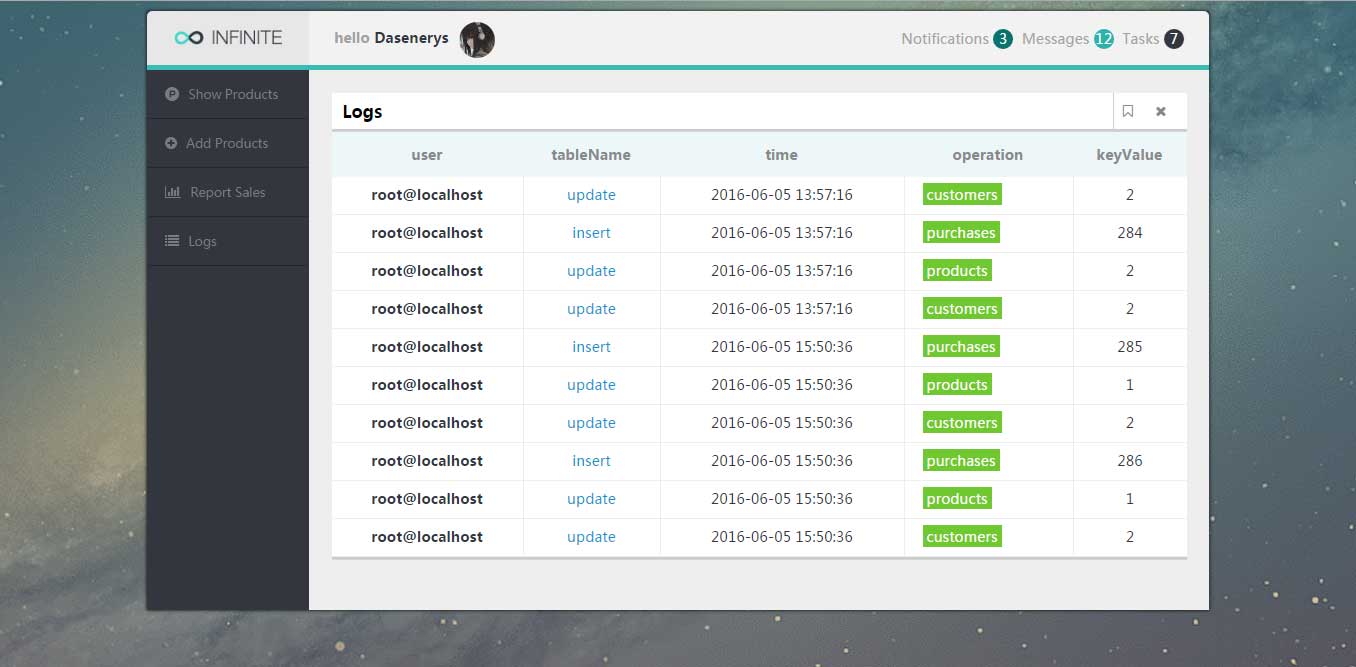 INFINITE
hello Dasenerys
Notifications 3 Messages 12 Tasks 7
Show Products
Add Products
Report Sales
Logs
Logs
user tableName time operation keyValue
root@localhost update 2016-06-05 13:57:16 customers 2
root@localhost insert 2016-06-05 13:57:16 purchases 284
root@localhost update 2016-06-05 13:57:16 products 2
root@localhost update 2016-06-05 13:57:16 customers 2
root@localhost insert 2016-06-05 15:50:36 purchases 285
root@localhost update 2016-06-05 15:50:36 products 1
root@localhost update 2016-06-05 15:50:36 customers 2
root@localhost insert 2016-06-05 15:50:36 purchases 286
root@localhost update 2016-06-05 15:50:36 products 1
root@localhost update 2016-06-05 15:50:36 customers 2